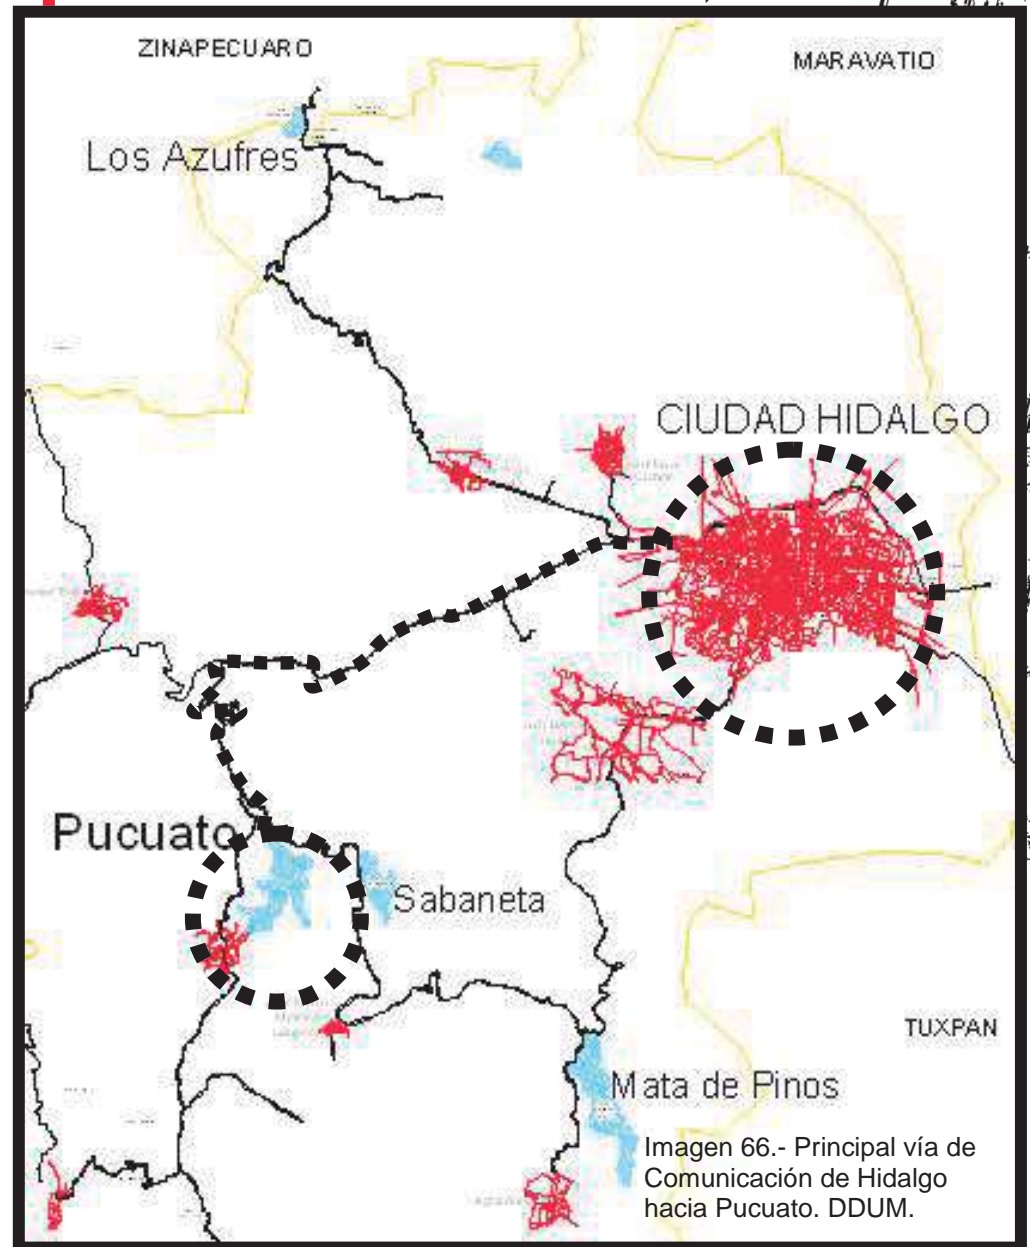 ZINAPECUARO
MARAVATIO
Los Azufres
CIUDAD HIDALGO
Pucuato
Sabaneta
TUXPAN
Mata de Pinos
Imagen 66.- Principal vía de
Comunicación de Hidalgo
hacia Pucuato. DDUM.